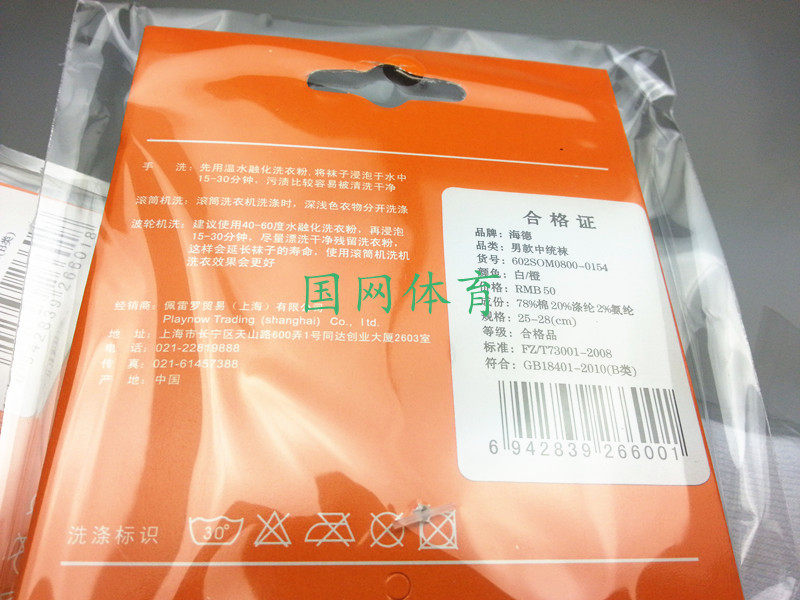 手　洗：先用温水融化洗衣粉，将袜子浸泡于水中
15-30分钟，污渍比较容易被清洗干净
滚筒机洗：滚筒洗衣机洗涤时，深浅色衣物分开洗涤
波轮机洗：建议使用40-60度水融化洗衣粉，再浸泡
15-30分钟，尽量漂洗干净残留洗衣粉，
这样会延长袜子的寿命，使用滚筒机洗机
洗衣效果会更好
经销商：佩雷罗贸易（上海）有限公司
Playnow Trading (shanghai) Co., ltd.
地　址：上海市长宁区天山路600弄1号同达创业大厦2603室
电　话：021-22819888
传　真：021-61457388
产　地：中国
洗涤标识
30°
合格证
品牌：海德
品类：男款中统袜
货号：602SOM0800-0154
颜色：白/橙
价格：RMB 50
成份：78%棉 20%涤纶 2%氨纶
规格：25-28(cm)
等级：合格品
标准：FZ/T73001-2008
符合：GB18401-2010(B类)
6 942839 266001
国网体育